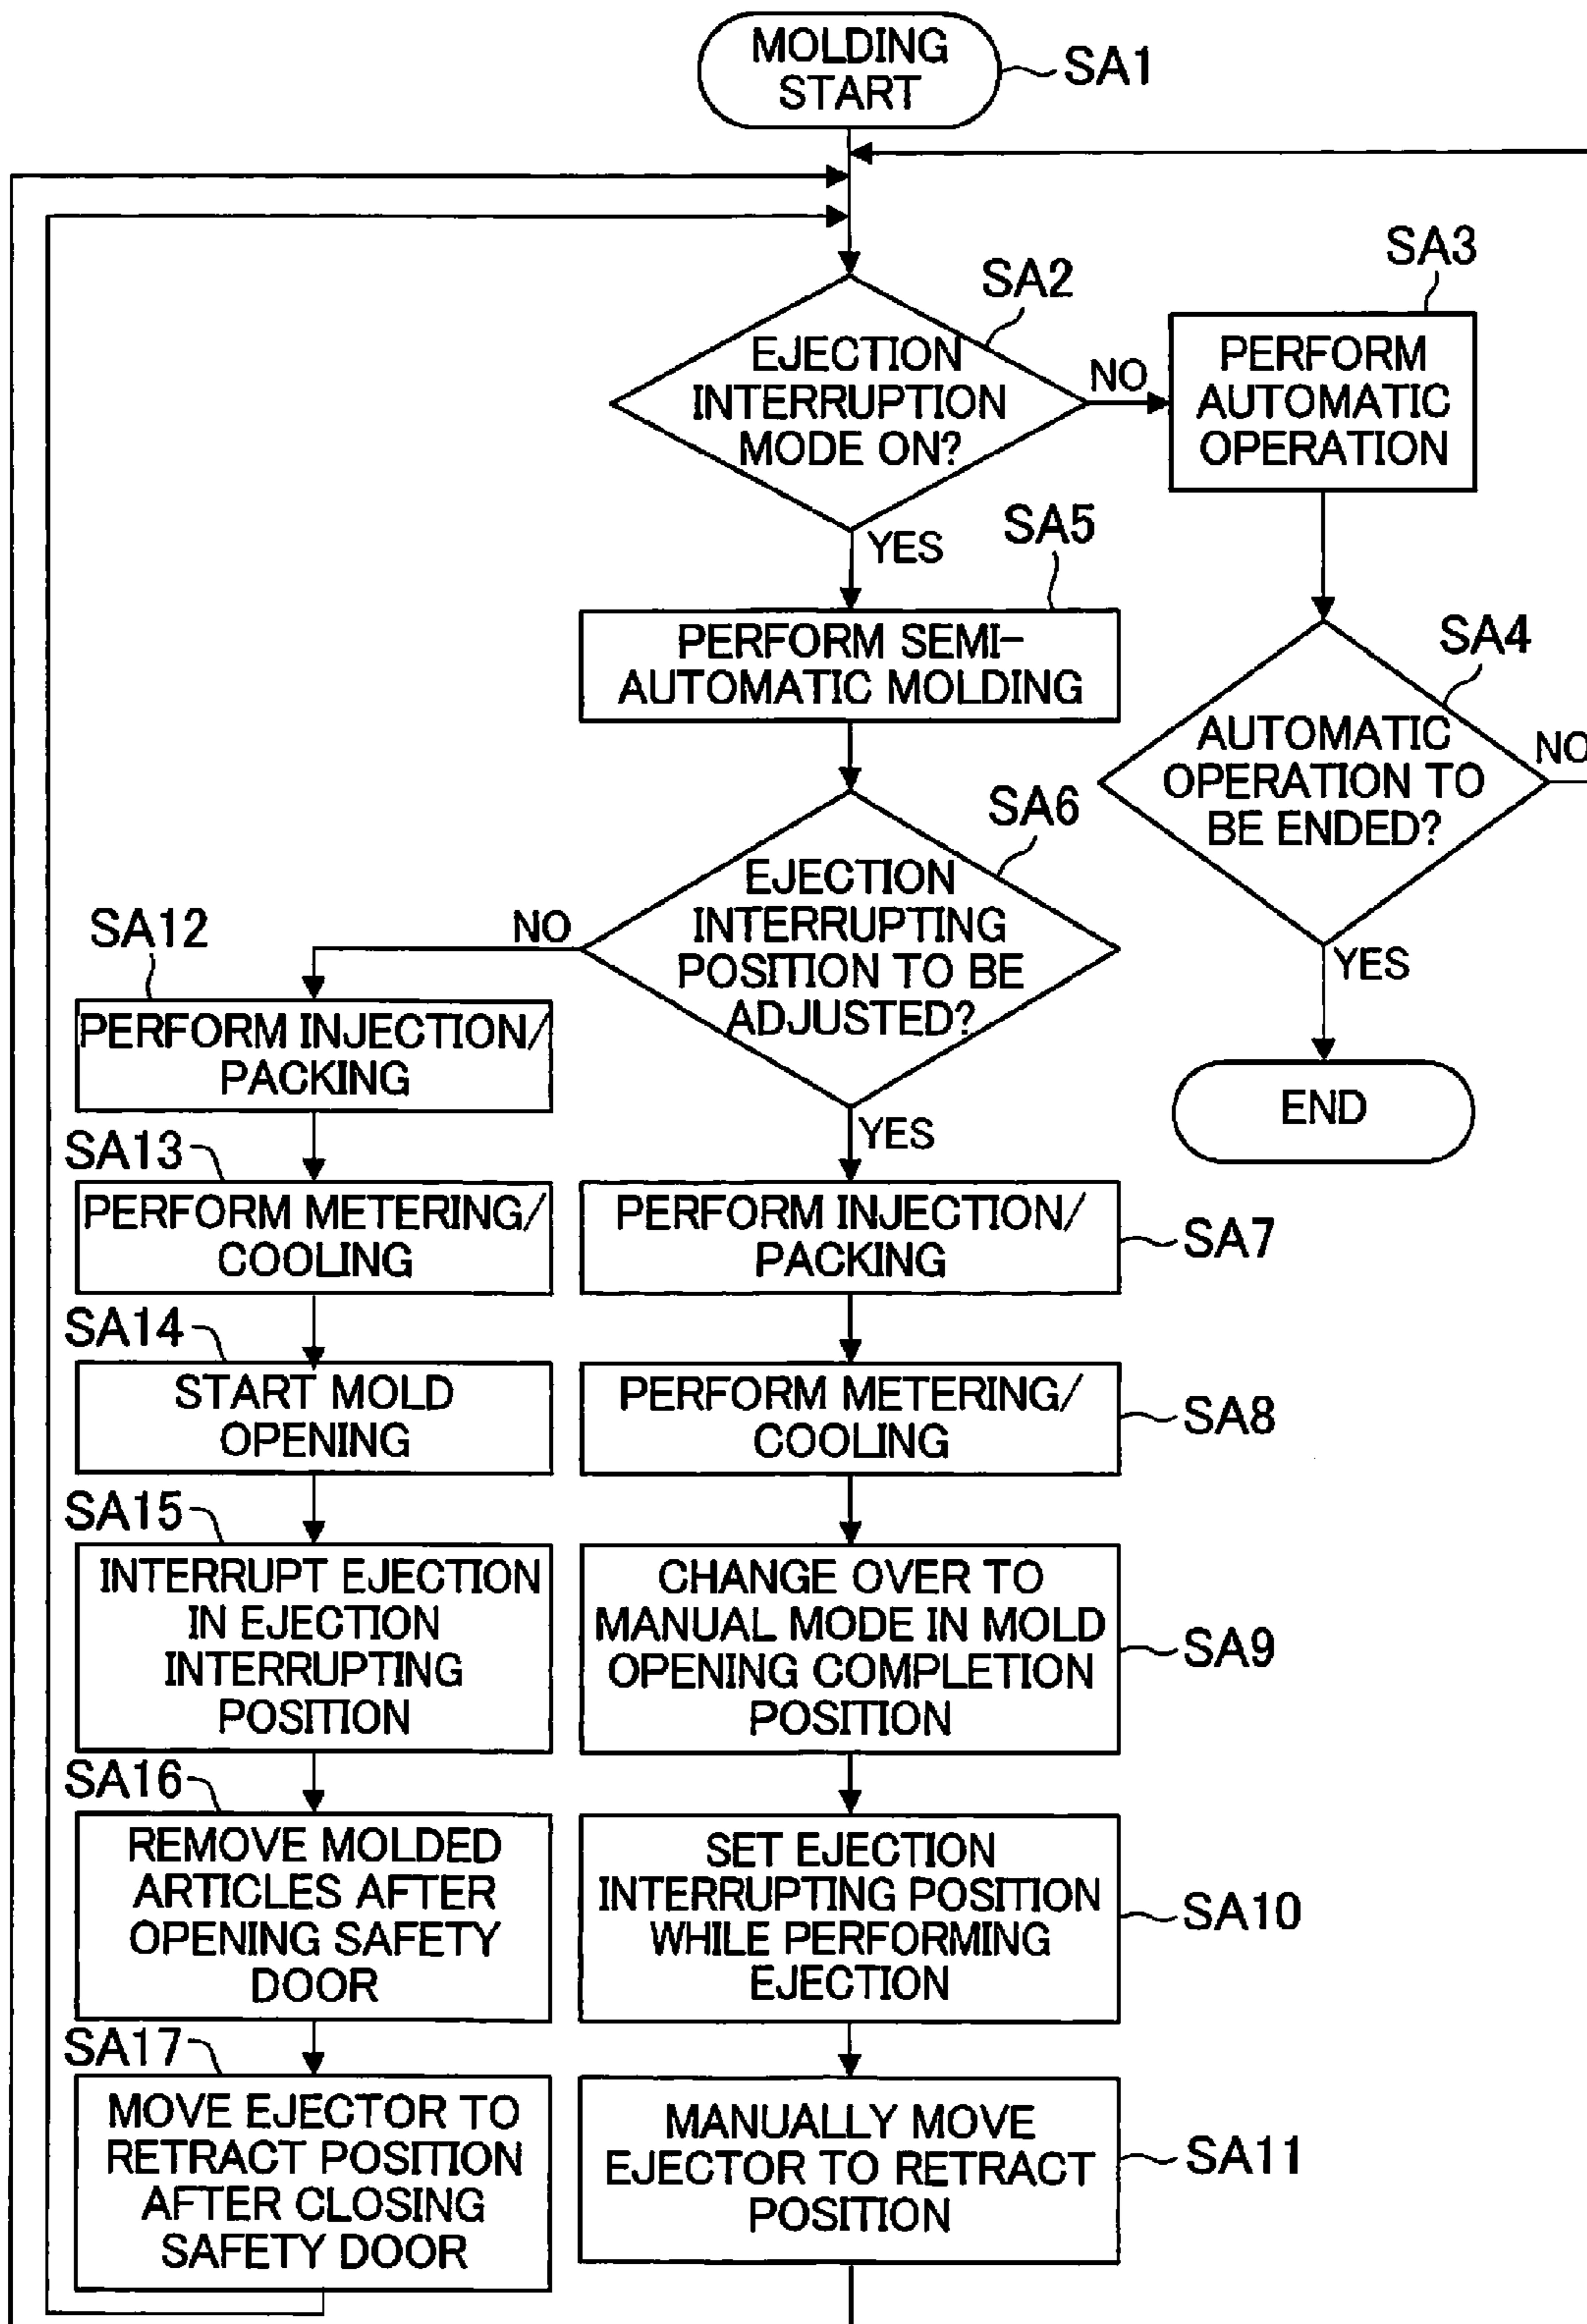 MOLDING
START
SA1
SA2
EJECTION
INTERRUPTION
MODE ON?
NO
YES
SA3
PERFORM
AUTOMATIC
OPERATION
SA4
AUTOMATIC
OPERATION TO
BE ENDED?
NO
YES
END
SA5
PERFORM SEMI-
AUTOMATIC MOLDING
SA6
EJECTION
INTERRUPTING
POSITION TO BE
ADJUSTED?
NO
YES
SA12
PERFORM INJECTION/
PACKING
SA13
PERFORM METERING/
COOLING
SA14
START MOLD
OPENING
SA15
INTERRUPT EJECTION
IN EJECTION
INTERRUPTING
POSITION
SA16
REMOVE MOLDED
ARTICLES AFTER
OPENING SAFETY
DOOR
SA17
MOVE EJECTOR TO
RETRACT POSITION
AFTER CLOSING
SAFETY DOOR
PERFORM INJECTION/
PACKING
SA7
PERFORM METERING/
COOLING
SA8
CHANGE OVER TO
MANUAL MODE IN MOLD
OPENING COMPLETION
POSITION
SA9
SET EJECTION
INTERRUPTING POSITION
WHILE PERFORMING
EJECTION
SA10
MANUALLY MOVE
EJECTOR TO RETRACT
POSITION
SA11